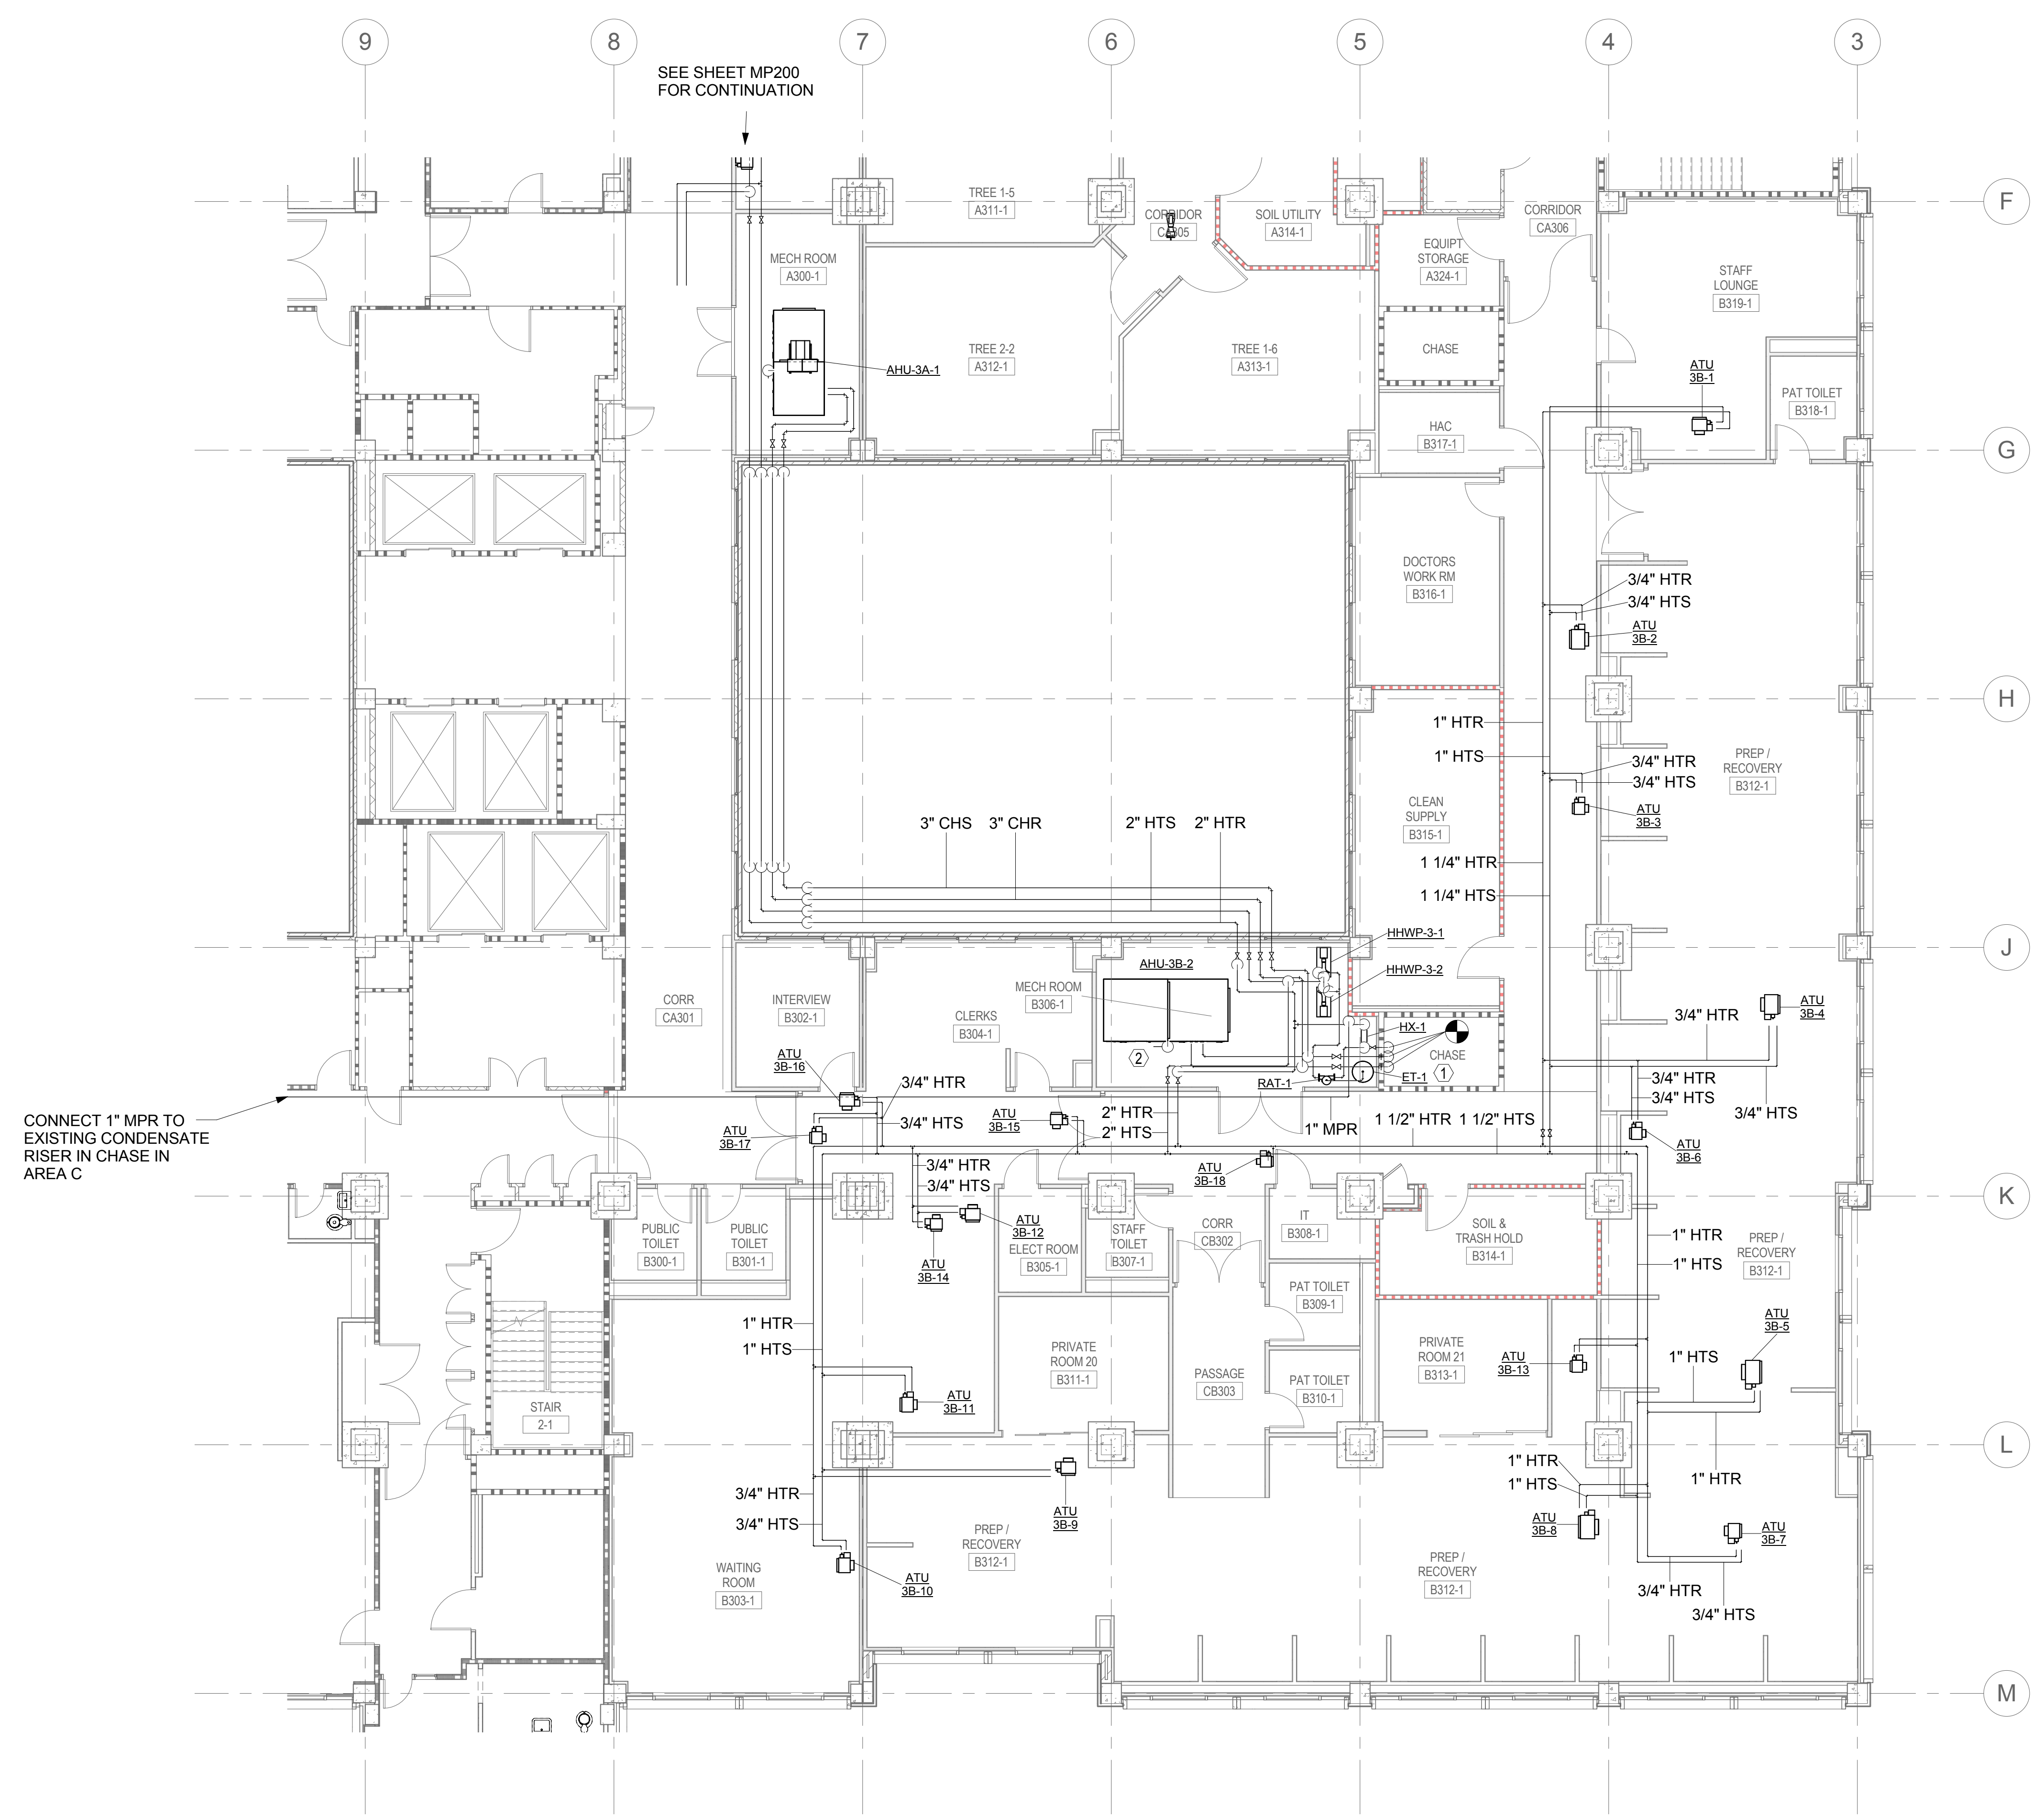 9
8
7
6
5
4
3
SEE SHEET MP200
FOR CONTINUATION
F
TREE 1-5
A311-1
CORRIDOR
CA305
SOIL UTILITY
A314-1
CORRIDOR
CA306
EQUIPT
STORAGE
A324-1
MECH ROOM
A300-1
STAFF
LOUNGE
B319-1
TREE 2-2
A312-1
TREE 1-6
A313-1
CHASE
AHU-3A-1
ATU
3B-1
PAT TOILET
B318-1
HAC
B317-1
G
DOCTORS
WORK RM
B316-1
3/4" HTR
3/4" HTS
ATU
3B-2
H
1" HTR
1" HTS
3/4" HTR
3/4" HTS
PREP /
RECOVERY
B312-1
CLEAN
SUPPLY
B315-1
ATU
3B-3
3" CHS
3" CHR
2" HTS
2" HTR
1 1/4" HTR
1 1/4" HTS
HHWP-3-1
J
AHU-3B-2
HHWP-3-2
MECH ROOM
B306-1
CORR
CA301
INTERVIEW
B302-1
CLERKS
B304-1
ATU
3B-4
3/4" HTR
HX-1
2
CHASE
1
ATU
3B-16
3/4" HTR
RAT-1
ET-1
3/4" HTR
3/4" HTS
3/4" HTS
CONNECT 1" MPR TO
EXISTING CONDENSATE
RISER IN CHASE IN
AREA C
ATU
3B-17
3/4" HTS
ATU
3B-15
2" HTR
2" HTS
1" MPR
1 1/2" HTR
1 1/2" HTS
ATU
3B-6
3/4" HTR
3/4" HTS
ATU
3B-18
K
PUBLIC
TOILET
B300-1
PUBLIC
TOILET
B301-1
ATU
3B-12
ATU
3B-14
ELECT ROOM
B305-1
STAFF
TOILET
B307-1
CORR
CB302
IT
B308-1
SOIL &
TRASH HOLD
B314-1
1" HTR
1" HTS
PREP /
RECOVERY
B312-1
PAT TOILET
B309-1
1" HTR
1" HTS
PRIVATE
ROOM 20
B311-1
PASSAGE
CB303
PAT TOILET
B310-1
PRIVATE
ROOM 21
B313-1
ATU
3B-13
ATU
3B-5
1" HTS
STAIR
2-1
ATU
3B-11
L
1" HTR
1" HTS
1" HTR
3/4" HTR
3/4" HTS
ATU
3B-9
ATU
3B-8
ATU
3B-7
PREP /
RECOVERY
B312-1
WAITING
ROOM
B303-1
ATU
3B-10
PREP /
RECOVERY
B312-1
3/4" HTR
3/4" HTS
M